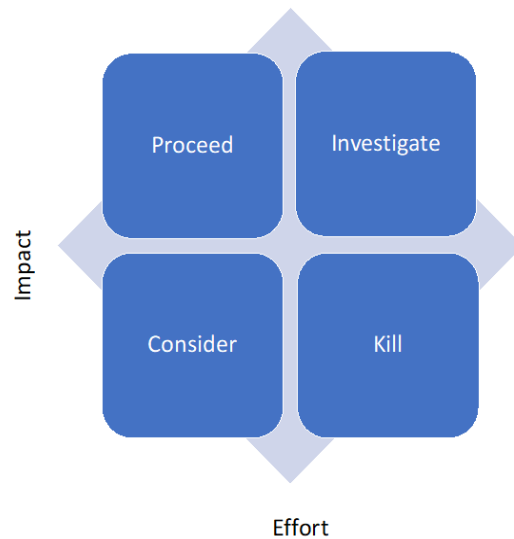 Proceed
Investigate
Impact
Consider
Kill
Effort